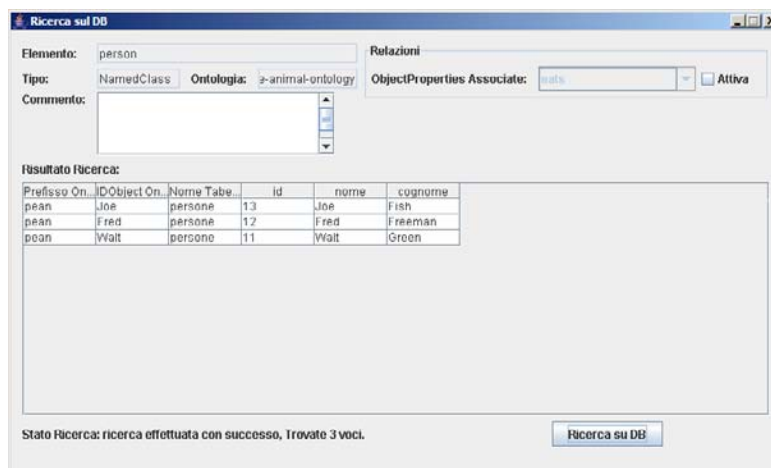 Ricerca sul DB
Elemento: person
Relazioni
Tipo: NamedClass Ontologia: e-animal-ontology
ObjectProperties Associate: eats Attiva
Commento:
Risultato Ricerca:
Prefisso On... IDObject On... Nome Tabe... id nome cognome
pean Joe persone 13 Joe Fish
pean Fred persone 12 Fred Freeman
pean Walt persone 11 Walt Green
Stato Ricerca: ricerca effettuata con successo, Trovate 3 voci.
Ricerca su DB